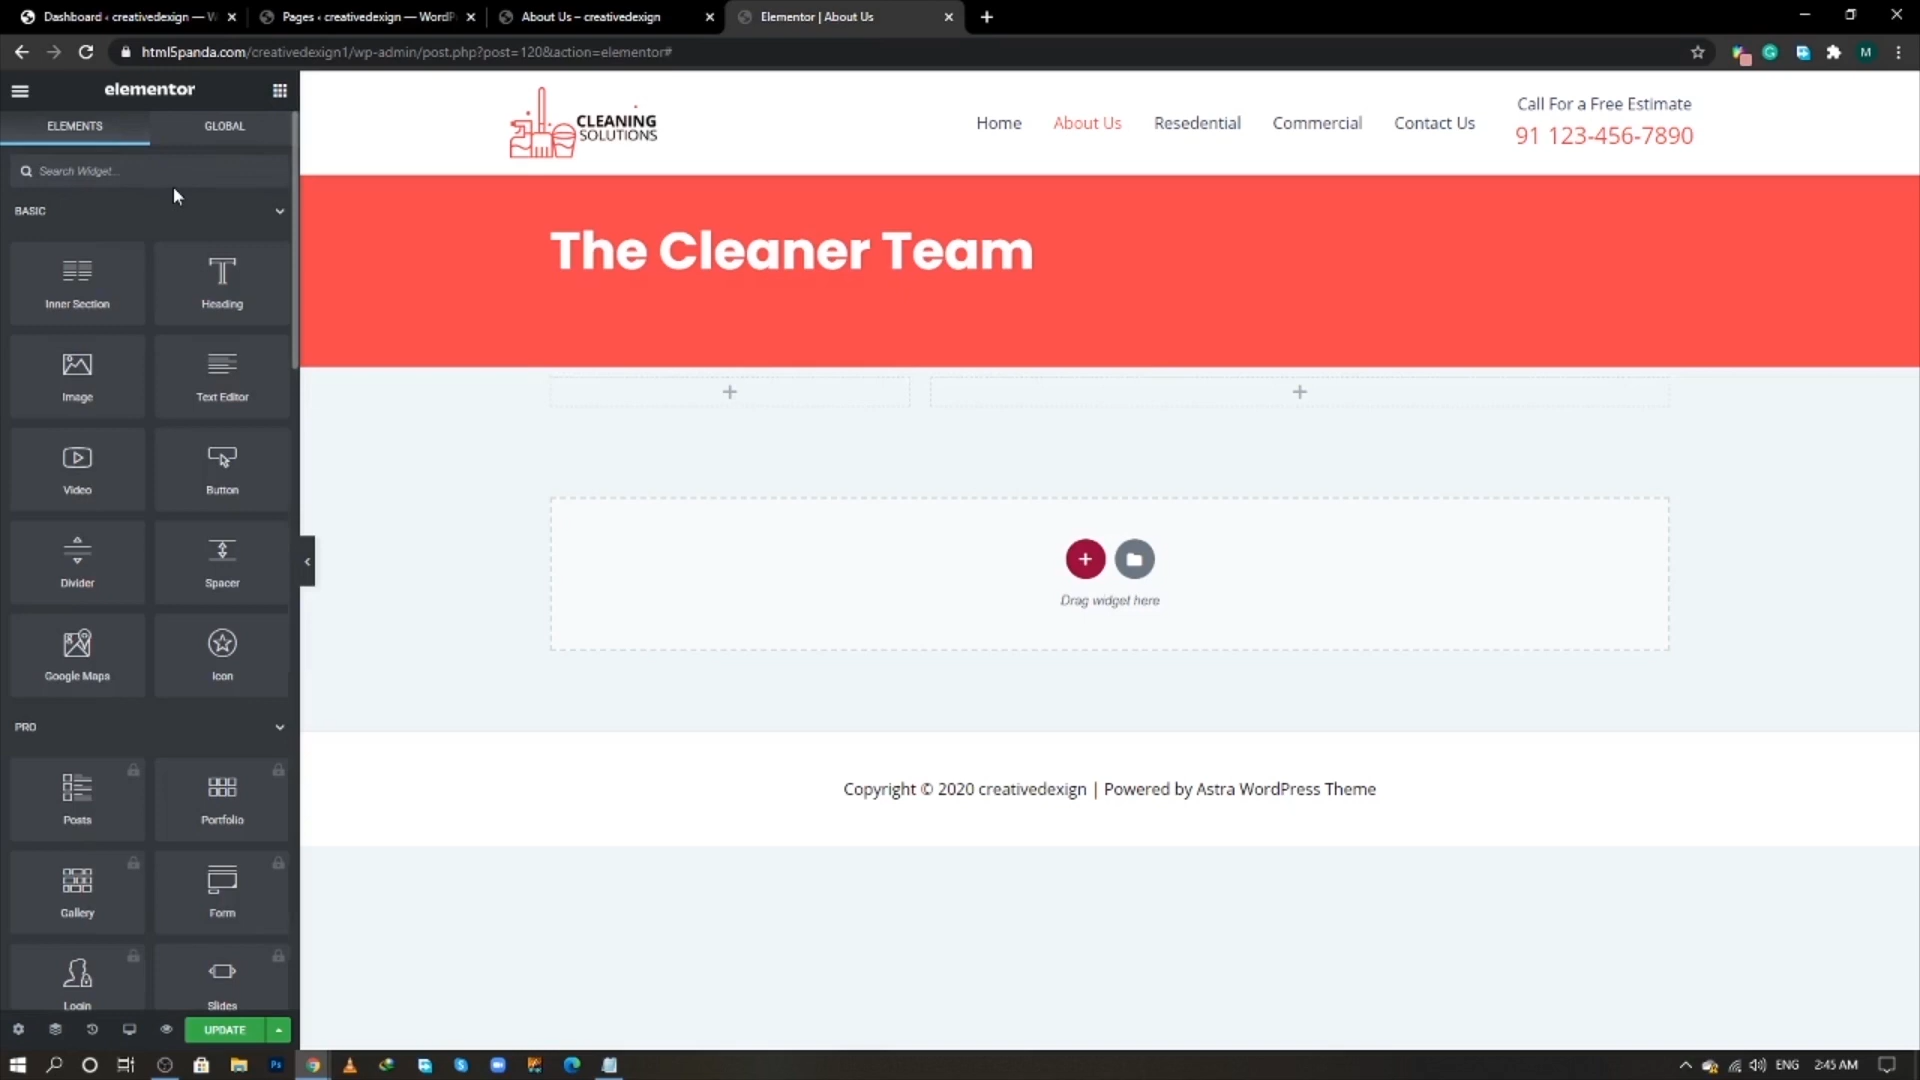 Dashboard ‹ creativedexign — W
Pages ‹ creativedexign — WordP
About Us – creativedexign
Elementor | About Us
html5panda.com/creativedexign1/wp-admin/post.php?post=120&action=elementor#
M
elementor
ELEMENTS
GLOBAL
Search Widget...
BASIC
Inner Section
Heading
Image
Text Editor
Video
Button
Divider
Spacer
Google Maps
Icon
PRO
Posts
Portfolio
Gallery
Form
Login
Slides
UPDATE
CLEANING
SOLUTIONS
Home
About Us
Resedential
Commercial
Contact Us
Call For a Free Estimate
91 123-456-7890
The Cleaner Team
Drag widget here
Copyright © 2020 creativedexign | Powered by Astra WordPress Theme
Ps
ENG
2:45 AM